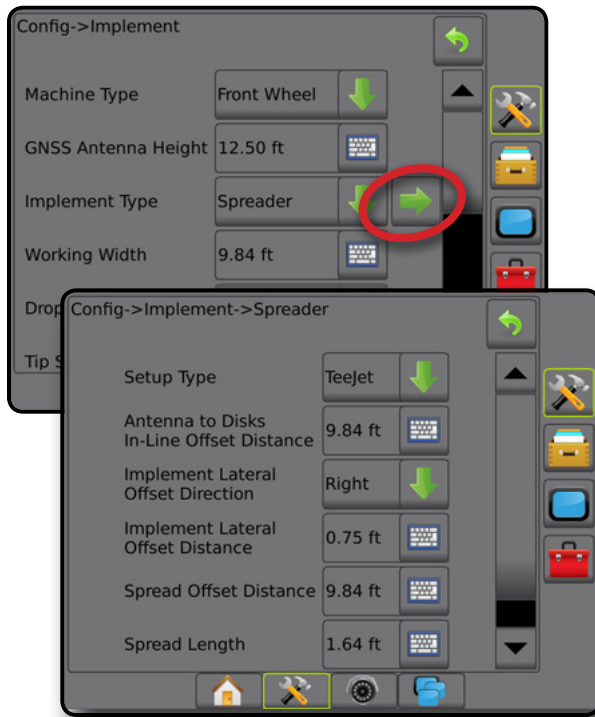 Config->Implement
Machine Type Front Wheel
GNSS Antenna Height 12.50 ft
Implement Type Spreader
Working Width 9.84 ft
Drop
Tip S
Config->Implement->Spreader
Setup Type TeeJet
Antenna to Disks
In-Line Offset Distance 9.84 ft
Implement Lateral
Offset Direction Right
Implement Lateral
Offset Distance 0.75 ft
Spread Offset Distance 9.84 ft
Spread Length 1.64 ft